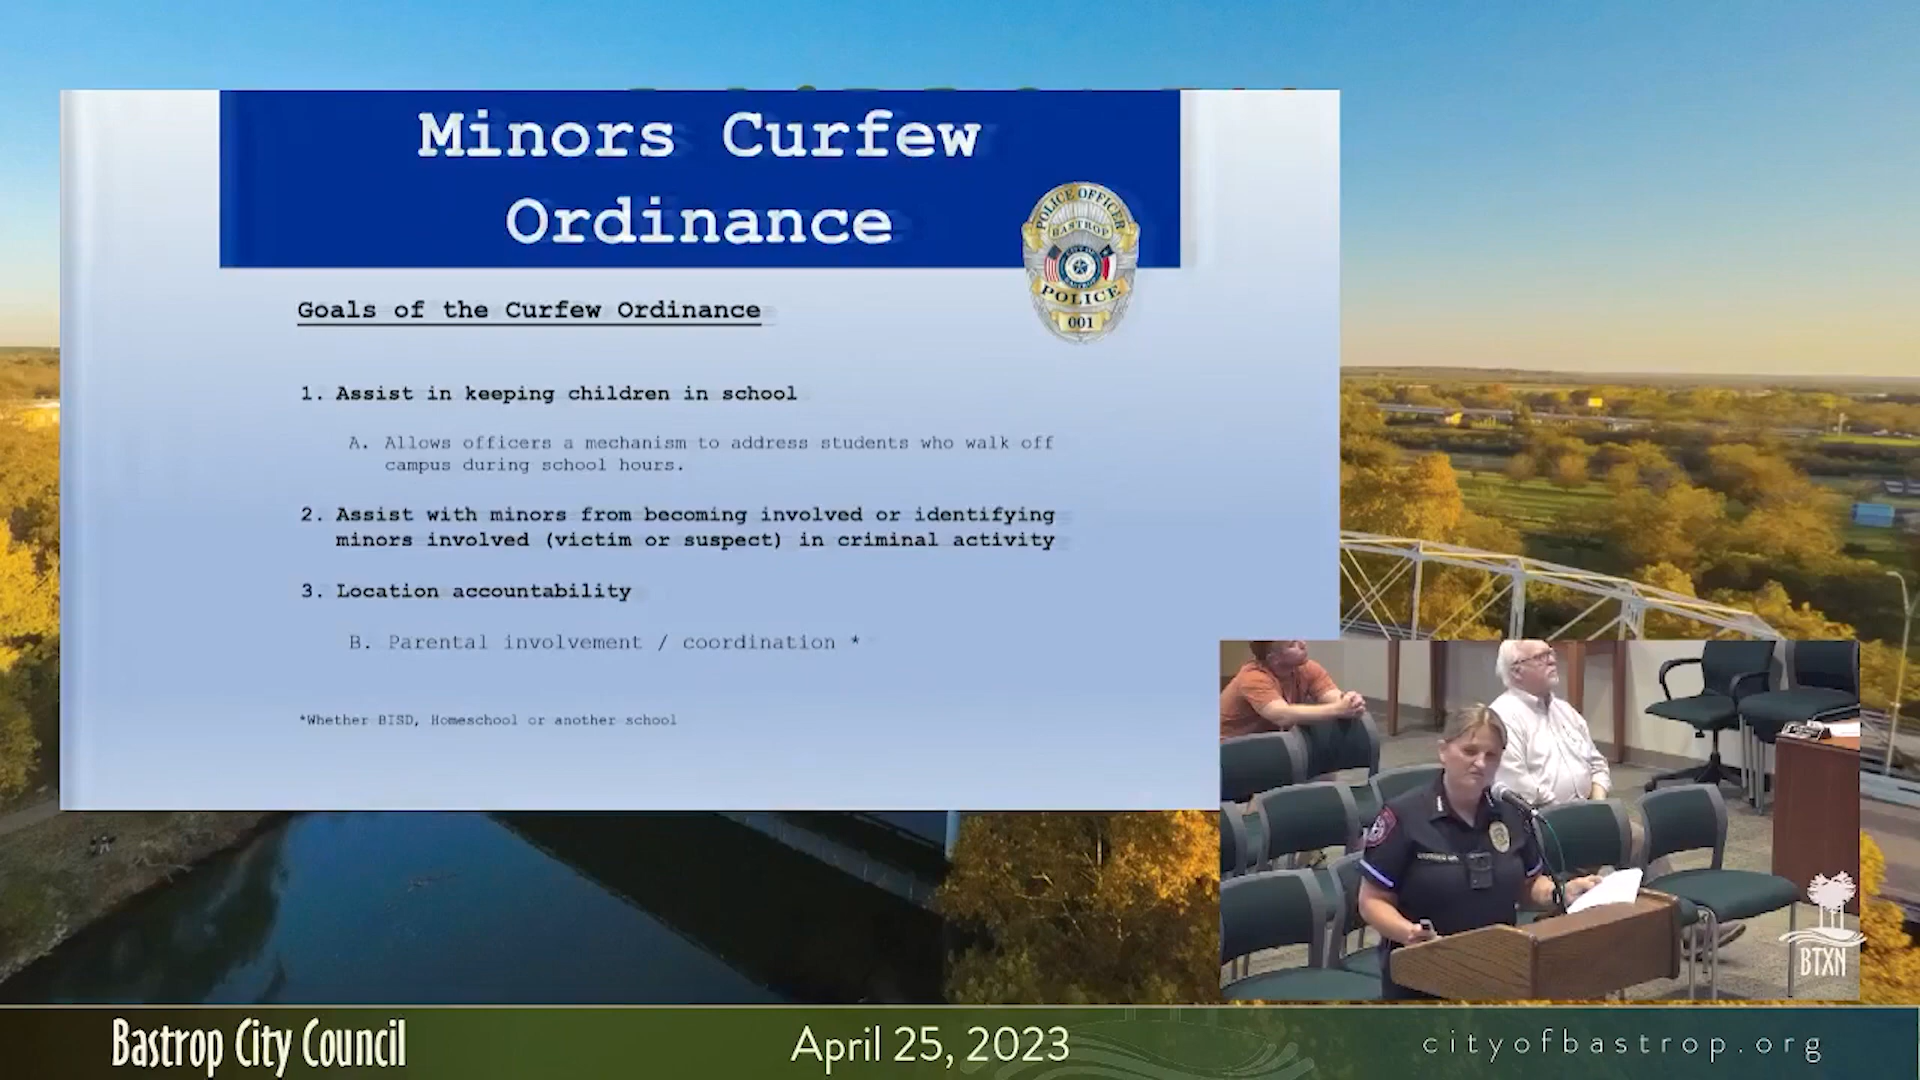 Minors Curfew
Ordinance
POLICE OFFICER
BASTROP
POLICE
001
Goals of the Curfew Ordinance
1. Assist in keeping children in school
A. Allows officers a mechanism to address students who walk off
campus during school hours.
2. Assist with minors from becoming involved or identifying
minors involved (victim or suspect) in criminal activity
3. Location accountability
B. Parental involvement / coordination *
*Whether BISD, Homeschool or another school
BTXN
Bastrop City Council
April 25, 2023
cityofbastrop.org